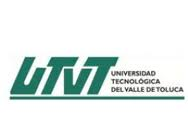 UTVT
UNIVERSIDAD
TECNOLÓGICA
DEL VALLE DE TOLUCA